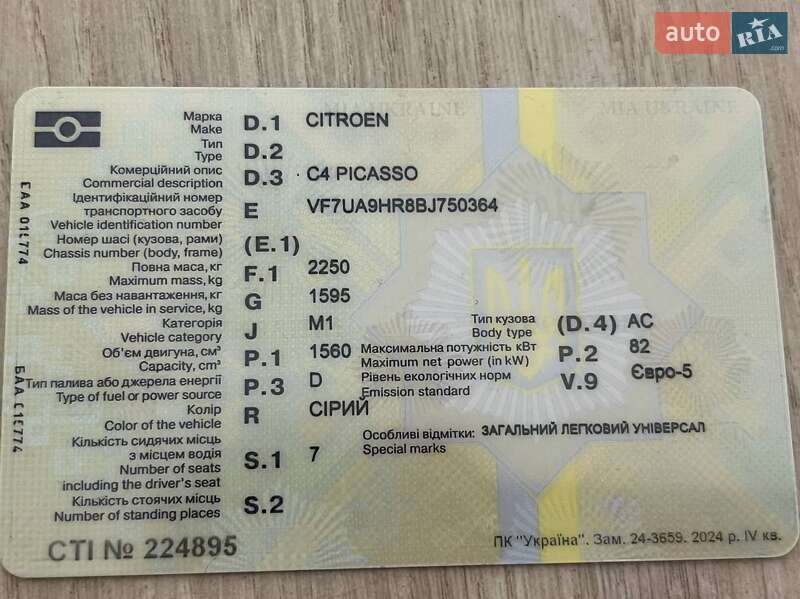 auto RIA .com
MIA UKRAINE MIA UKRAINE
Марка D.1 CITROEN
Make
Тип D.2
Type
Комерційний опис D.3 C4 PICASSO
Commercial description
Ідентифікаційний номер
транспортного засобу E VF7UA9HR8BJ750364
Vehicle identification number
Номер шасі (кузова, рами) (E.1)
Chassis number (body, frame)
Повна маса, кг F.1 2250
Maximum mass, kg
Маса без навантаження, кг G 1595
Mass of the vehicle in service, kg
Категорія J M1 Тип кузова (D.4) AC
Vehicle category Body type
Об'єм двигуна, см³ P.1 1560 Максимальна потужність кВт P.2 82
Capacity, cm³ Maximum net power (in kW)
Тип палива або джерела енергії P.3 D Рівень екологічних норм V.9 Євро-5
Type of fuel or power source Emission standard
Колір R СІРИЙ
Color of the vehicle
Кількість сидячих місць Особливі відмітки: ЗАГАЛЬНИЙ ЛЕГКОВИЙ УНІВЕРСАЛ
з місцем водія S.1 7 Special marks
Number of seats
including the driver's seat
Кількість стоячих місць S.2
Number of standing places
СТІ № 224895
ПК "Україна". Зам. 24-3659. 2024 р. IV кв.